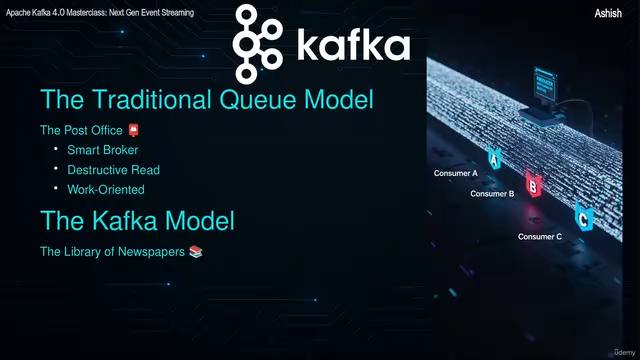 Apache Kafka 4.0 Masterclass: Next Gen Event Streaming
Ashish
kafka
The Traditional Queue Model
The Post Office 📮
• Smart Broker
• Destructive Read
• Work-Oriented
The Kafka Model
The Library of Newspapers 📚
A
Consumer A
B
Consumer B
C
Consumer C
ûdemy